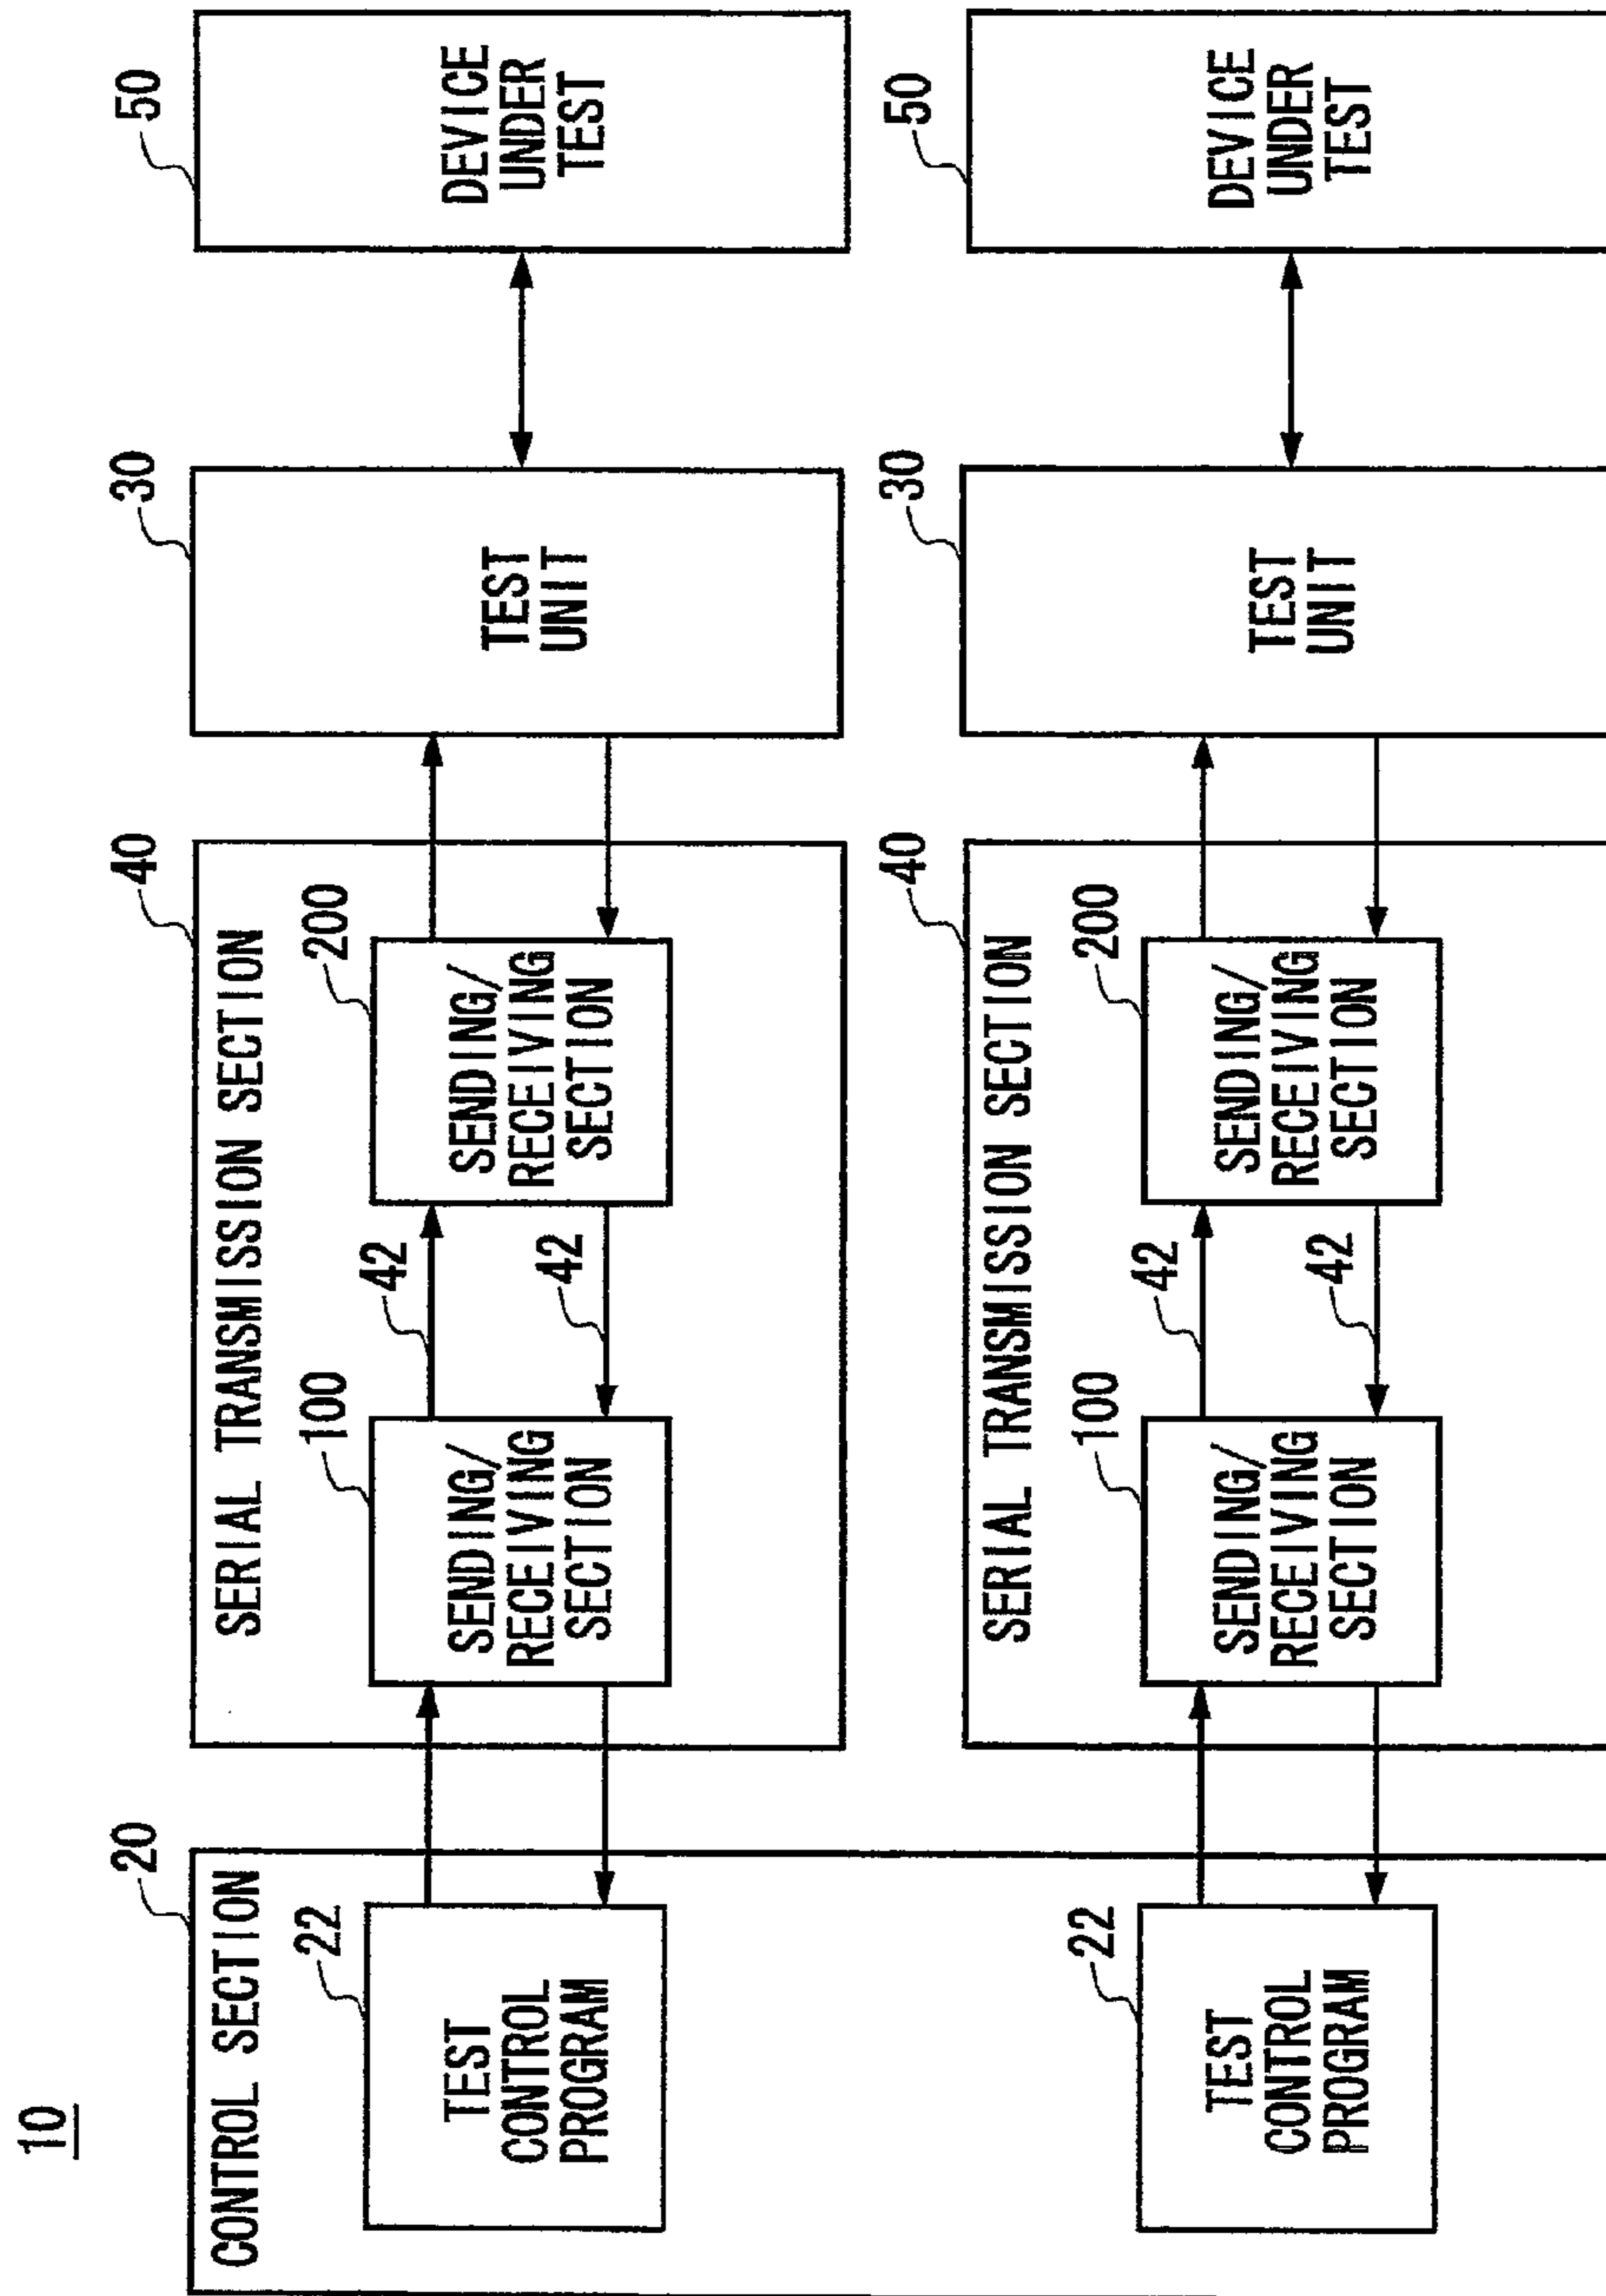 10
20
CONTROL SECTION
22
TEST
CONTROL
PROGRAM
40
SERIAL TRANSMISSION SECTION
100
SENDING/
RECEIVING
SECTION
42
42
200
SENDING/
RECEIVING
SECTION
30
TEST
UNIT
50
DEVICE
UNDER
TEST
22
TEST
CONTROL
PROGRAM
40
SERIAL TRANSMISSION SECTION
100
SENDING/
RECEIVING
SECTION
42
42
200
SENDING/
RECEIVING
SECTION
30
TEST
UNIT
50
DEVICE
UNDER
TEST